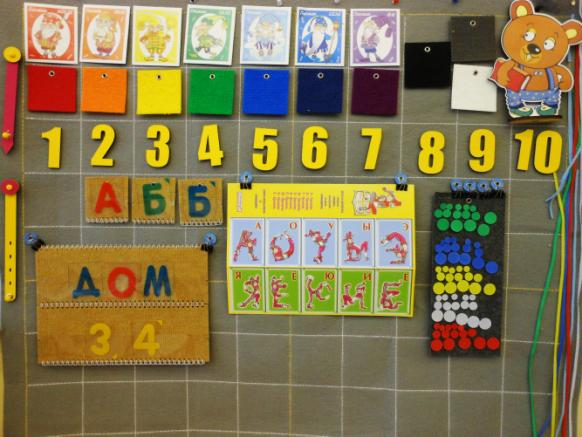 1 2 3 4 5 6 7 8 9 10
А Б Б
А О У Ы Э
Я Ё Ю И Е
ДОМ
3 4